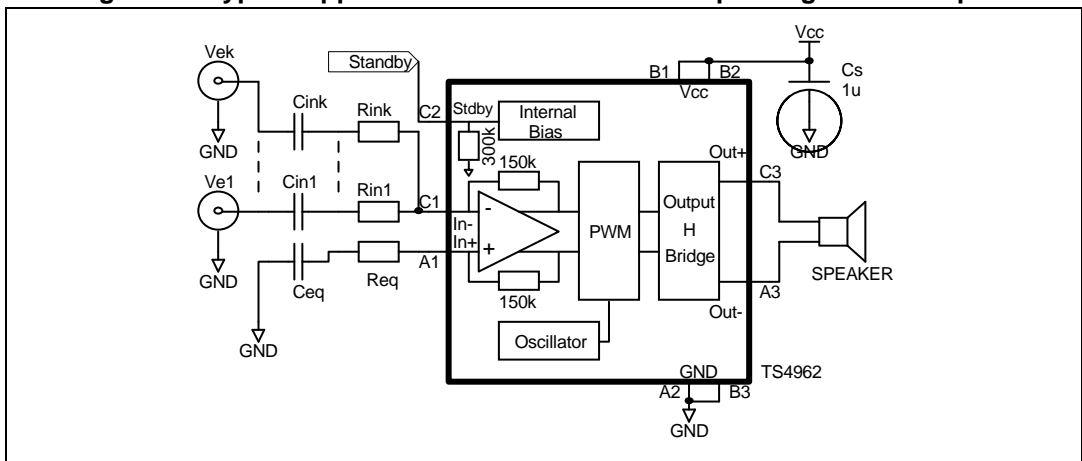 Vcc
Vek
Standby
B1
B2
Vcc
Cs
1u
Cink
Rink
C2
Stdby
Internal
Bias
300k
GND
GND
150k
Out+
C3
Cin1
Rin1
C1
Ve1
In-
-
In+
+
PWM
Output
H
Bridge
A1
GND
Ceq
Req
150k
A3
SPEAKER
Out-
Oscillator
GND
GND
TS4962
A2
B3
GND